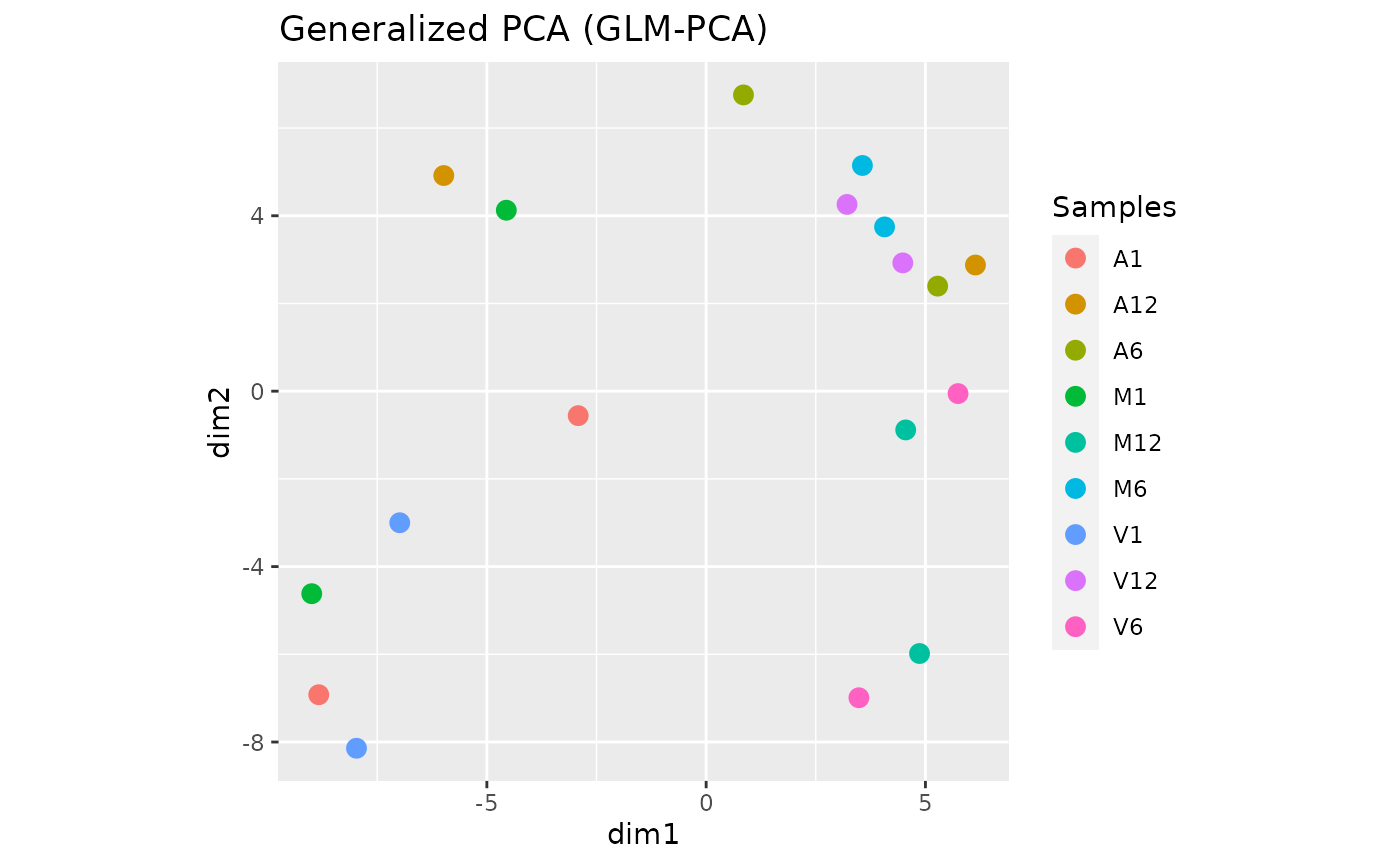 Generalized PCA (GLM-PCA)
4
0
-4
-8
dim2
-5 0 5
dim1
Samples
A1
A12
A6
M1
M12
M6
V1
V12
V6